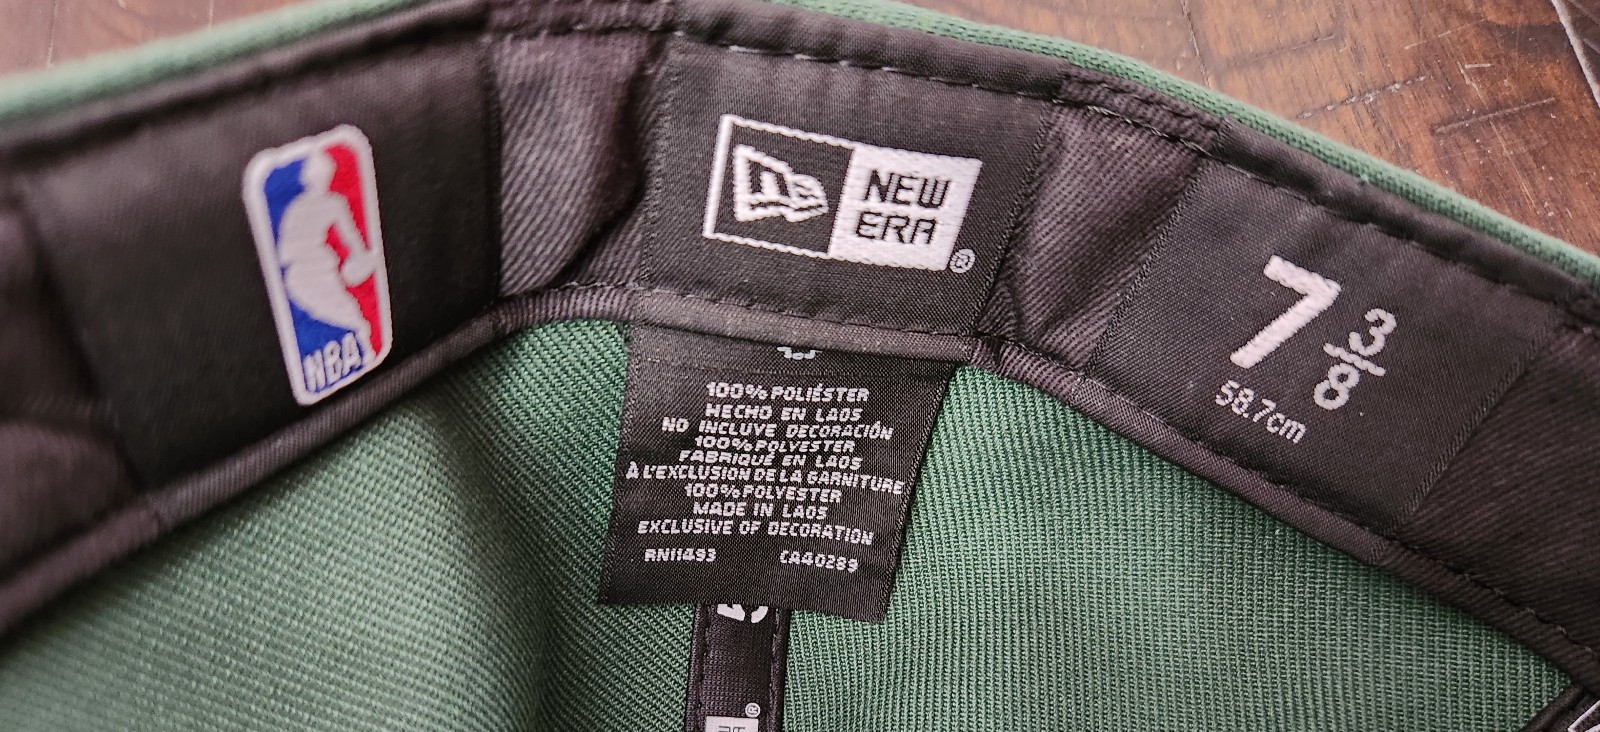 NBA
NEW
ERA
®
7 3/8
58.7cm
100% POLIÉSTER
HECHO EN LAOS
NO INCLUYE DECORACIÓN
100% POLYESTER
FABRIQUÉ EN LAOS
À L'EXCLUSION DE LA GARNITURE
100% POLYESTER
MADE IN LAOS
EXCLUSIVE OF DECORATION
RN11493 CA40289